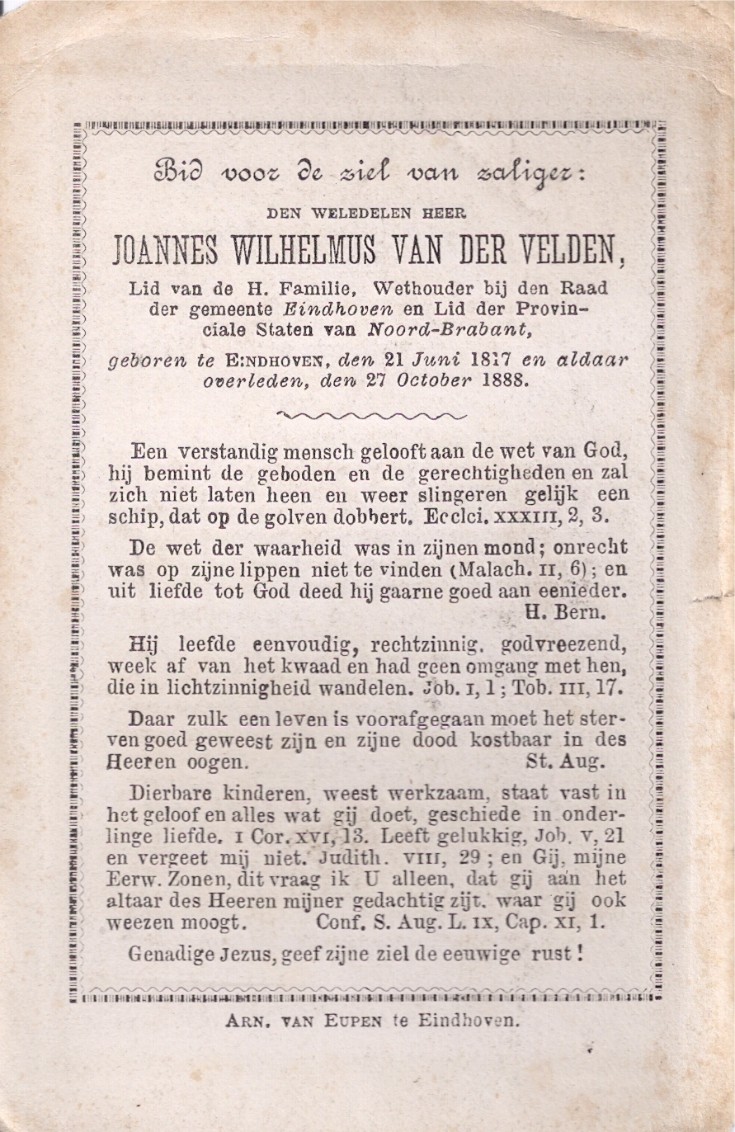 Bid voor de ziel van zaliger:
DEN WELEDELEN HEER
JOANNES WILHELMUS VAN DER VELDEN,
Lid van de H. Familie, Wethouder bij den Raad
der gemeente Eindhoven en Lid der Provin-
ciale Staten van Noord-Brabant,
geboren te EINDHOVEN, den 21 Juni 1817 en aldaar
overleden, den 27 October 1888.
Een verstandig mensch gelooft aan de wet van God,
hij bemint de geboden en de gerechtigheden en zal
zich niet laten heen en weer slingeren gelijk een
schip, dat op de golven dobbert. Ecclci. XXXIII, 2, 3.
De wet der waarheid was in zijnen mond; onrecht
was op zijne lippen niet te vinden (Malach. II, 6); en
uit liefde tot God deed hij gaarne goed aan eenieder.
H. Bern.
Hij leefde eenvoudig, rechtzinnig. godvreezend,
week af van het kwaad en had geen omgang met hen,
die in lichtzinnigheid wandelen. Job. I, 1; Tob. III, 17.
Daar zulk een leven is voorafgegaan moet het ster-
ven goed geweest zijn en zijne dood kostbaar in des
Heeren oogen. St. Aug.
Dierbare kinderen, weest werkzaam, staat vast in
het geloof en alles wat gij doet, geschiede in onder-
linge liefde. I Cor. XVI, 13. Leeft gelukkig, Job. V, 21
en vergeet mij niet. Judith. VIII, 29; en Gij, mijne
Eerw. Zonen, dit vraag ik U alleen, dat gij aan het
altaar des Heeren mijner gedachtig zijt. waar gij ook
weezen moogt. Conf. S. Aug. L. IX, Cap. XI, 1.
Genadige Jezus, geef zijne ziel de eeuwige rust!
ARN. VAN EUPEN te Eindhoven.